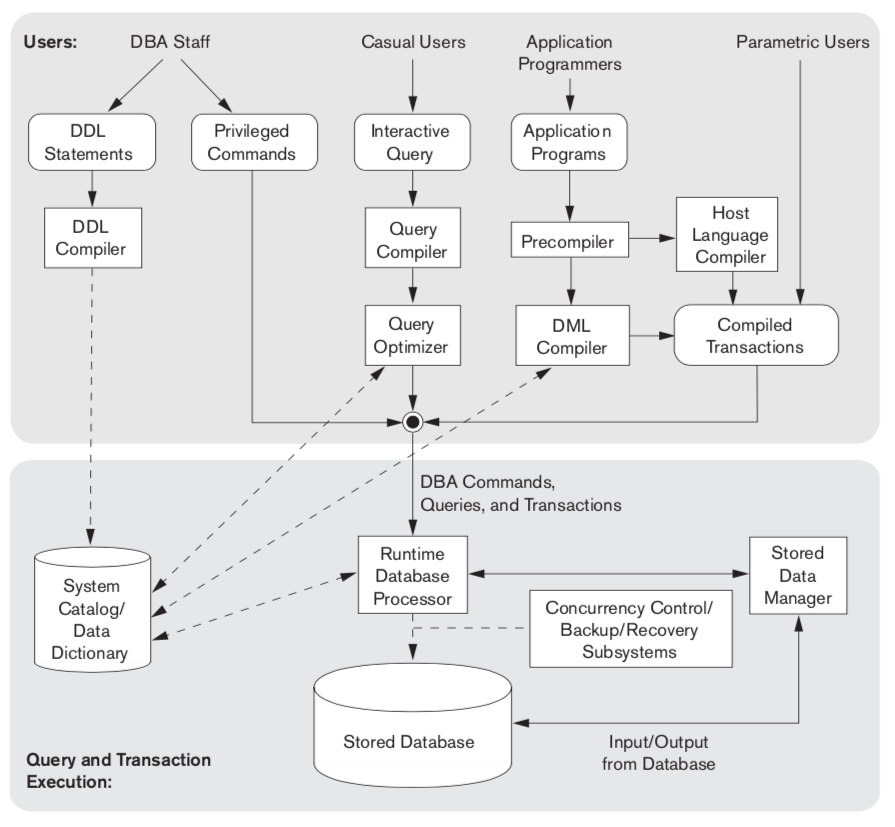 Users:
DBA Staff
Casual Users
Application
Programmers
Parametric Users
DDL
Statements
Privileged
Commands
Interactive
Query
Application
Programs
DDL
Compiler
Query
Compiler
Precompiler
Host
Language
Compiler
Query
Optimizer
DML
Compiler
Compiled
Transactions
DBA Commands,
Queries, and Transactions
System
Catalog/
Data
Dictionary
Runtime
Database
Processor
Stored
Data
Manager
Concurrency Control/
Backup/Recovery
Subsystems
Stored Database
Input/Output
from Database
Query and Transaction
Execution: